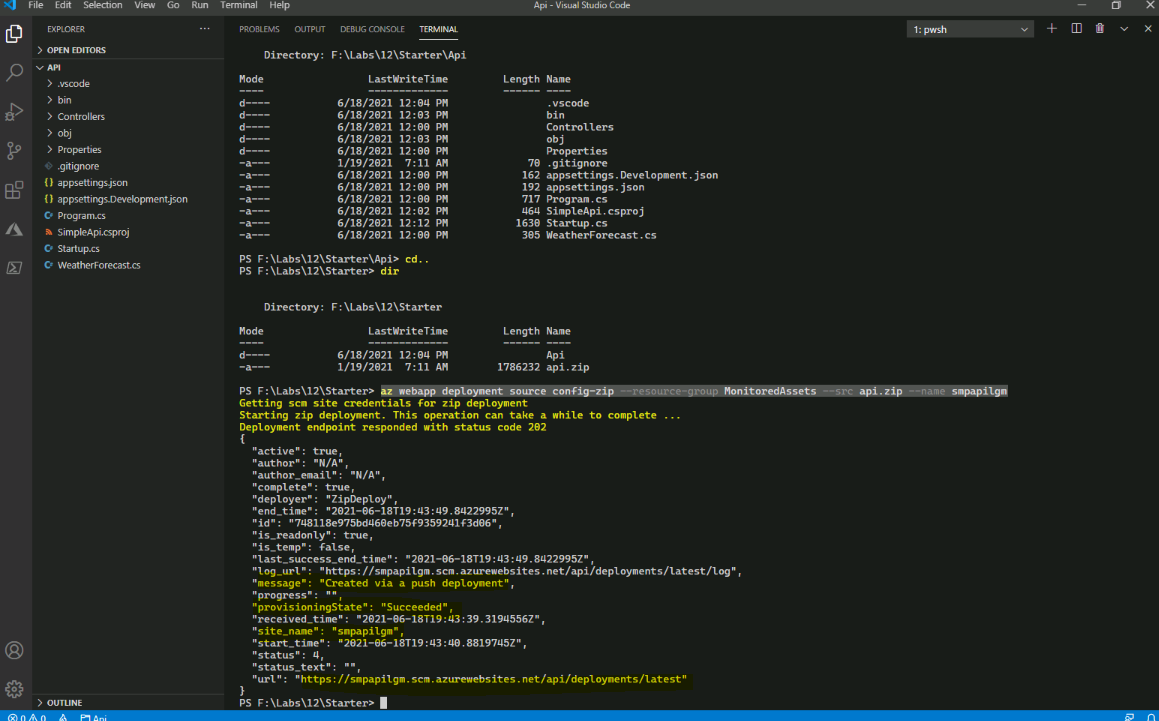 File Edit Selection View Go Run Terminal Help
Api - Visual Studio Code
EXPLORER
OPEN EDITORS
API
.vscode
bin
Controllers
obj
Properties
.gitignore
appsettings.json
appsettings.Development.json
Program.cs
SimpleApi.csproj
Startup.cs
WeatherForecast.cs
OUTLINE
PROBLEMS OUTPUT DEBUG CONSOLE TERMINAL
1: pwsh
Directory: F:\Labs\12\Starter\Api
Mode LastWriteTime Length Name
---- ------------- ------ ----
d---- 6/18/2021 12:04 PM .vscode
d---- 6/18/2021 12:03 PM bin
d---- 6/18/2021 12:00 PM Controllers
d---- 6/18/2021 12:03 PM obj
d---- 6/18/2021 12:00 PM Properties
-a--- 1/19/2021 7:11 AM 70 .gitignore
-a--- 6/18/2021 12:00 PM 162 appsettings.Development.json
-a--- 6/18/2021 12:00 PM 192 appsettings.json
-a--- 6/18/2021 12:00 PM 717 Program.cs
-a--- 6/18/2021 12:02 PM 464 SimpleApi.csproj
-a--- 6/18/2021 12:12 PM 1630 Startup.cs
-a--- 6/18/2021 12:00 PM 305 WeatherForecast.cs
PS F:\Labs\12\Starter\Api> cd..
PS F:\Labs\12\Starter> dir
Directory: F:\Labs\12\Starter
Mode LastWriteTime Length Name
---- ------------- ------ ----
d---- 6/18/2021 12:04 PM Api
-a--- 1/19/2021 7:11 AM 1786232 api.zip
PS F:\Labs\12\Starter> az webapp deployment source config-zip --resource-group MonitoredAssets --src api.zip --name smpapilgm
Getting scm site credentials for zip deployment
Starting zip deployment. This operation can take a while to complete ...
Deployment endpoint responded with status code 202
{
"active": true,
"author": "N/A",
"author_email": "N/A",
"complete": true,
"deployer": "ZipDeploy",
"end_time": "2021-06-18T19:43:49.8422995Z",
"id": "748118e975bd460eb75f9359241f3d06",
"is_readonly": true,
"is_temp": false,
"last_success_end_time": "2021-06-18T19:43:49.8422995Z",
"log_url": "https://smpapilgm.scm.azurewebsites.net/api/deployments/latest/log",
"message": "Created via a push deployment",
"progress": "",
"provisioningState": "Succeeded",
"received_time": "2021-06-18T19:43:39.3194556Z",
"site_name": "smpapilgm",
"start_time": "2021-06-18T19:43:40.8819745Z",
"status": 4,
"status_text": "",
"url": "https://smpapilgm.scm.azurewebsites.net/api/deployments/latest"
}
PS F:\Labs\12\Starter>
0 0 Api